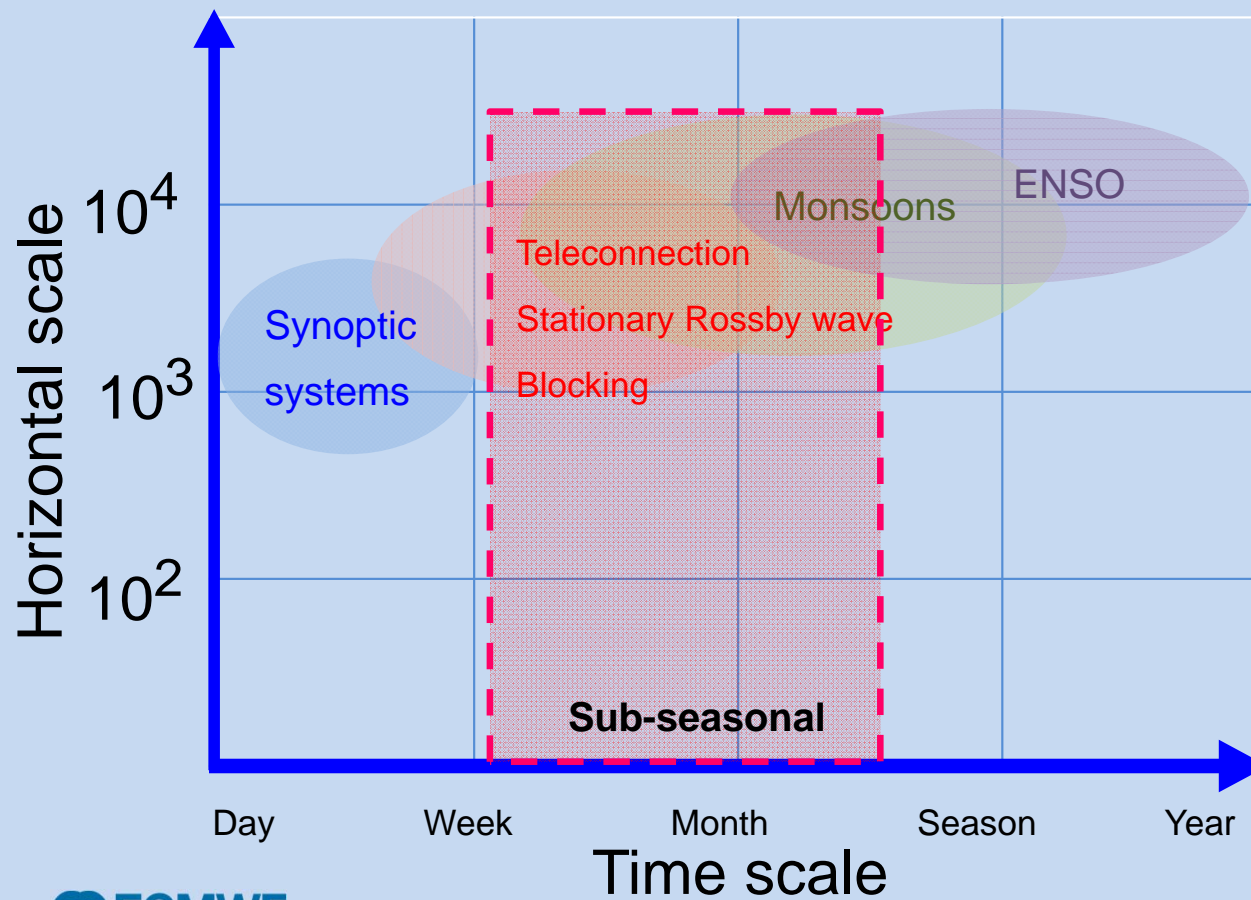 Horizontal scale
10⁴
10³
10²
ENSO
Monsoons
Teleconnection
Stationary Rossby wave
Blocking
Synoptic
systems
Sub-seasonal
Day Week Month Season Year
Time scale